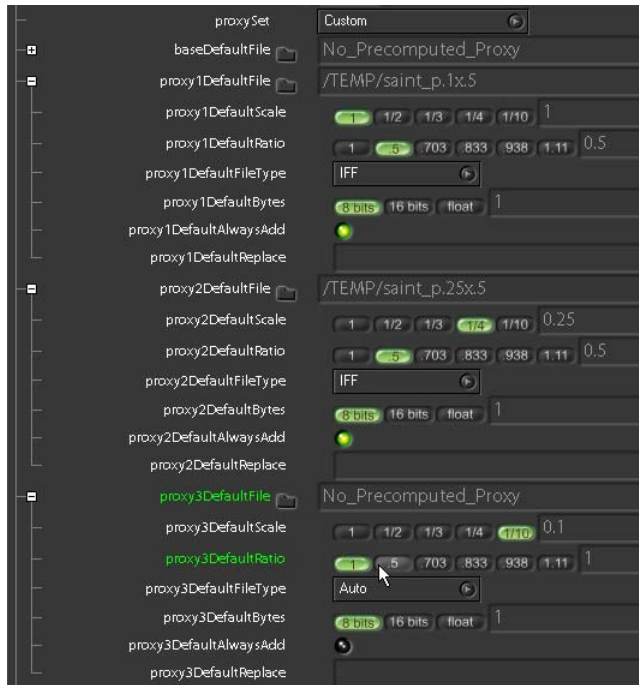 proxySet Custom
baseDefaultFile No_Precomputed_Proxy
proxy1DefaultFile /TEMP/saint_p.1x.5
proxy1DefaultScale 1 1/2 1/3 1/4 1/10 1
proxy1DefaultRatio 1 .5 .703 .833 .938 1.11 0.5
proxy1DefaultFileType IFF
proxy1DefaultBytes 8 bits 16 bits float 1
proxy1DefaultAlwaysAdd
proxy1DefaultReplace
proxy2DefaultFile /TEMP/saint_p.25x.5
proxy2DefaultScale 1 1/2 1/3 1/4 1/10 0.25
proxy2DefaultRatio 1 .5 .703 .833 .938 1.11 0.5
proxy2DefaultFileType IFF
proxy2DefaultBytes 8 bits 16 bits float 1
proxy2DefaultAlwaysAdd
proxy2DefaultReplace
proxy3DefaultFile No_Precomputed_Proxy
proxy3DefaultScale 1 1/2 1/3 1/4 1/10 0.1
proxy3DefaultRatio 1 .5 .703 .833 .938 1.11 1
proxy3DefaultFileType Auto
proxy3DefaultBytes 8 bits 16 bits float 1
proxy3DefaultAlwaysAdd
proxy3DefaultReplace